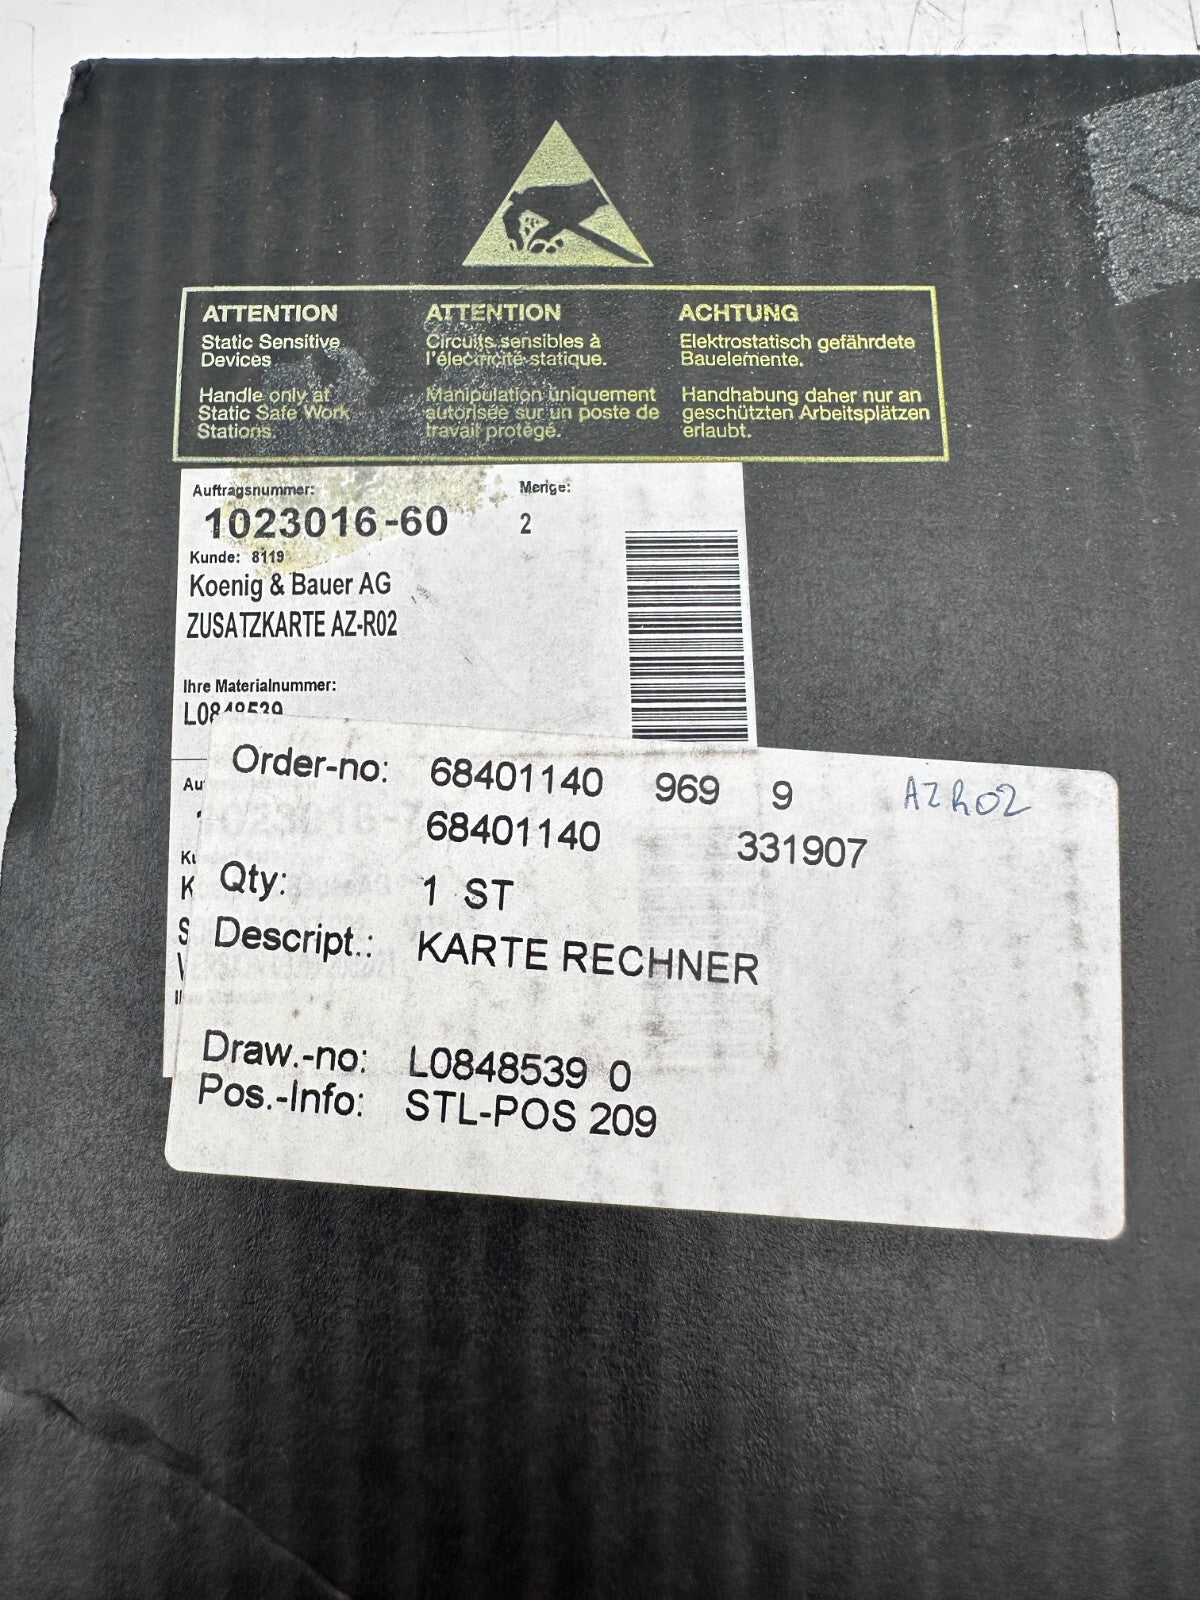 ATTENTION
Static Sensitive
Devices
Handle only at
Static Safe Work
Stations.
ATTENTION
Circuits sensibles à
l'électricité statique.
Manipulation uniquement
autorisée sur un poste de
travail protégé.
ACHTUNG
Elektrostatisch gefährdete
Bauelemente.
Handhabung daher nur an
geschützten Arbeitsplätzen
erlaubt.
Auftragsnummer: Menge:
1023016-60 2
Kunde: 8119
Koenig & Bauer AG
ZUSATZKARTE AZ-R02
Ihre Materialnummer:
L0848539
Order-no: 68401140 969 9 AZR02
68401140 331907
Qty: 1 ST
Descript.: KARTE RECHNER
Draw.-no: L0848539 0
Pos.-Info: STL-POS 209